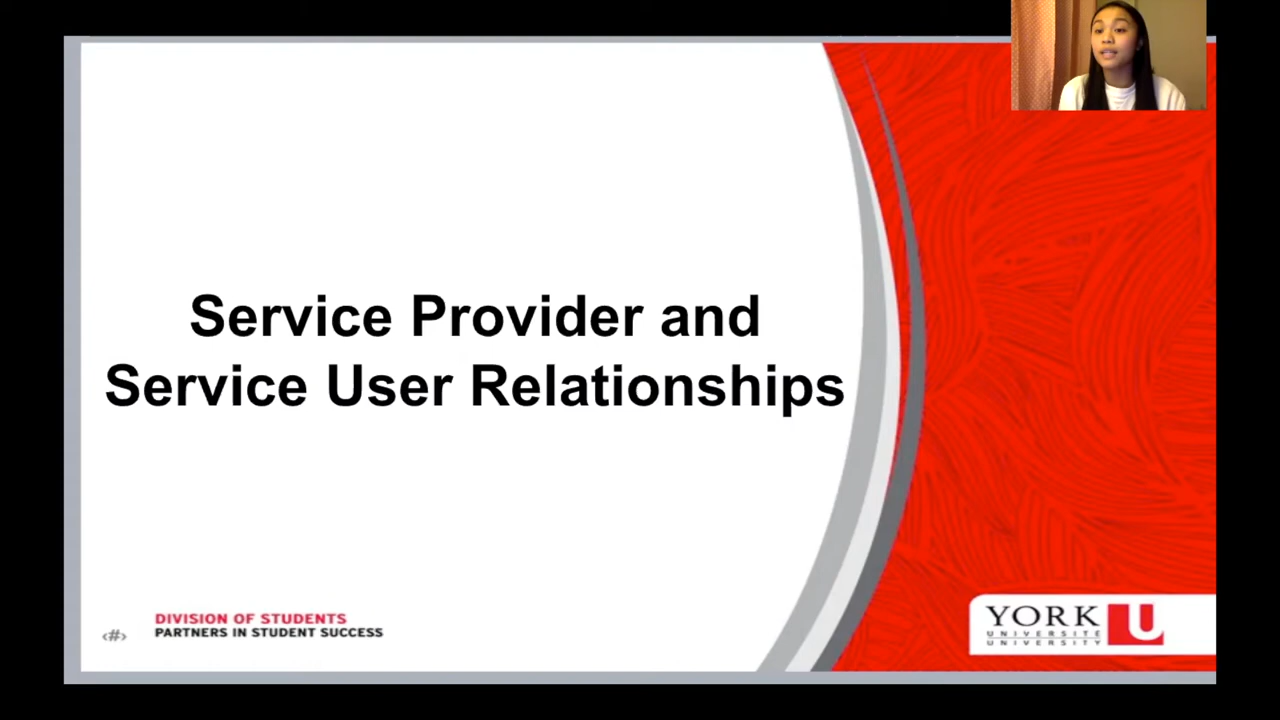 Service Provider and
Service User Relationships
‹#›
DIVISION OF STUDENTS
PARTNERS IN STUDENT SUCCESS
YORK U
UNIVERSITÉ
UNIVERSITY